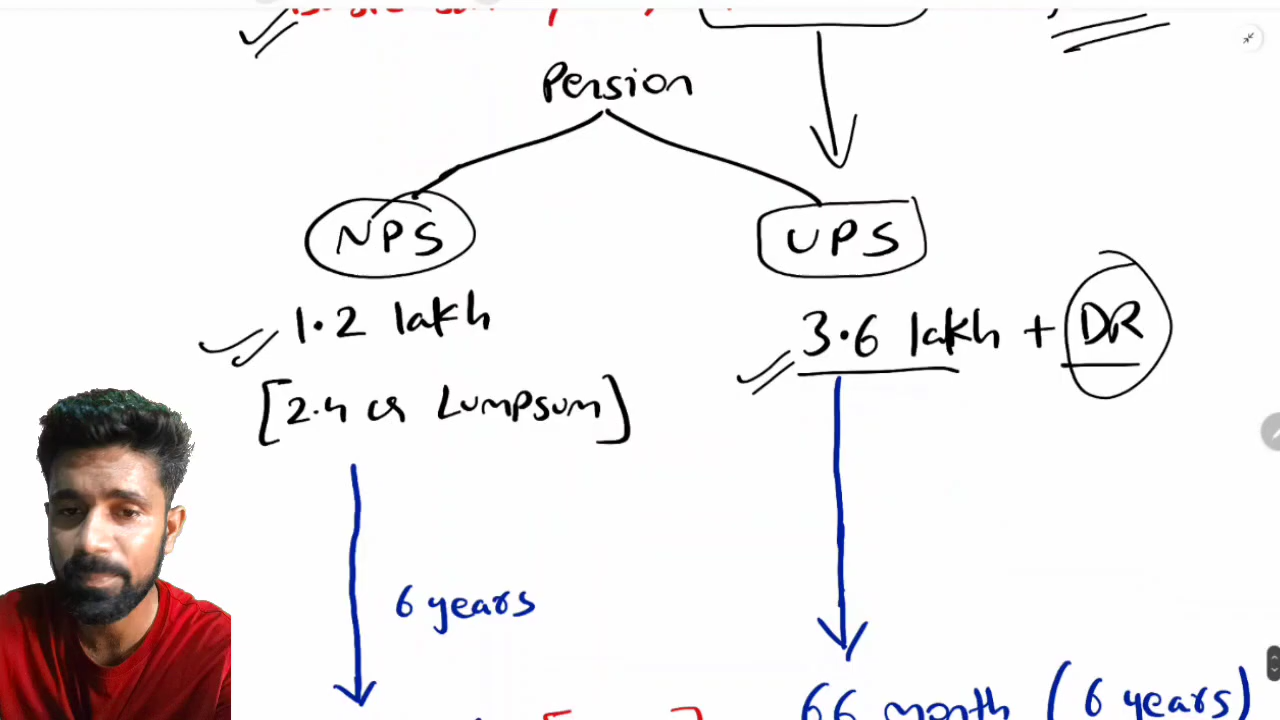 Pension
NPS
UPS
1.2 lakh
3.6 lakh + DR
[2.4 cr Lumpsum]
6 years
66 month (6 years)